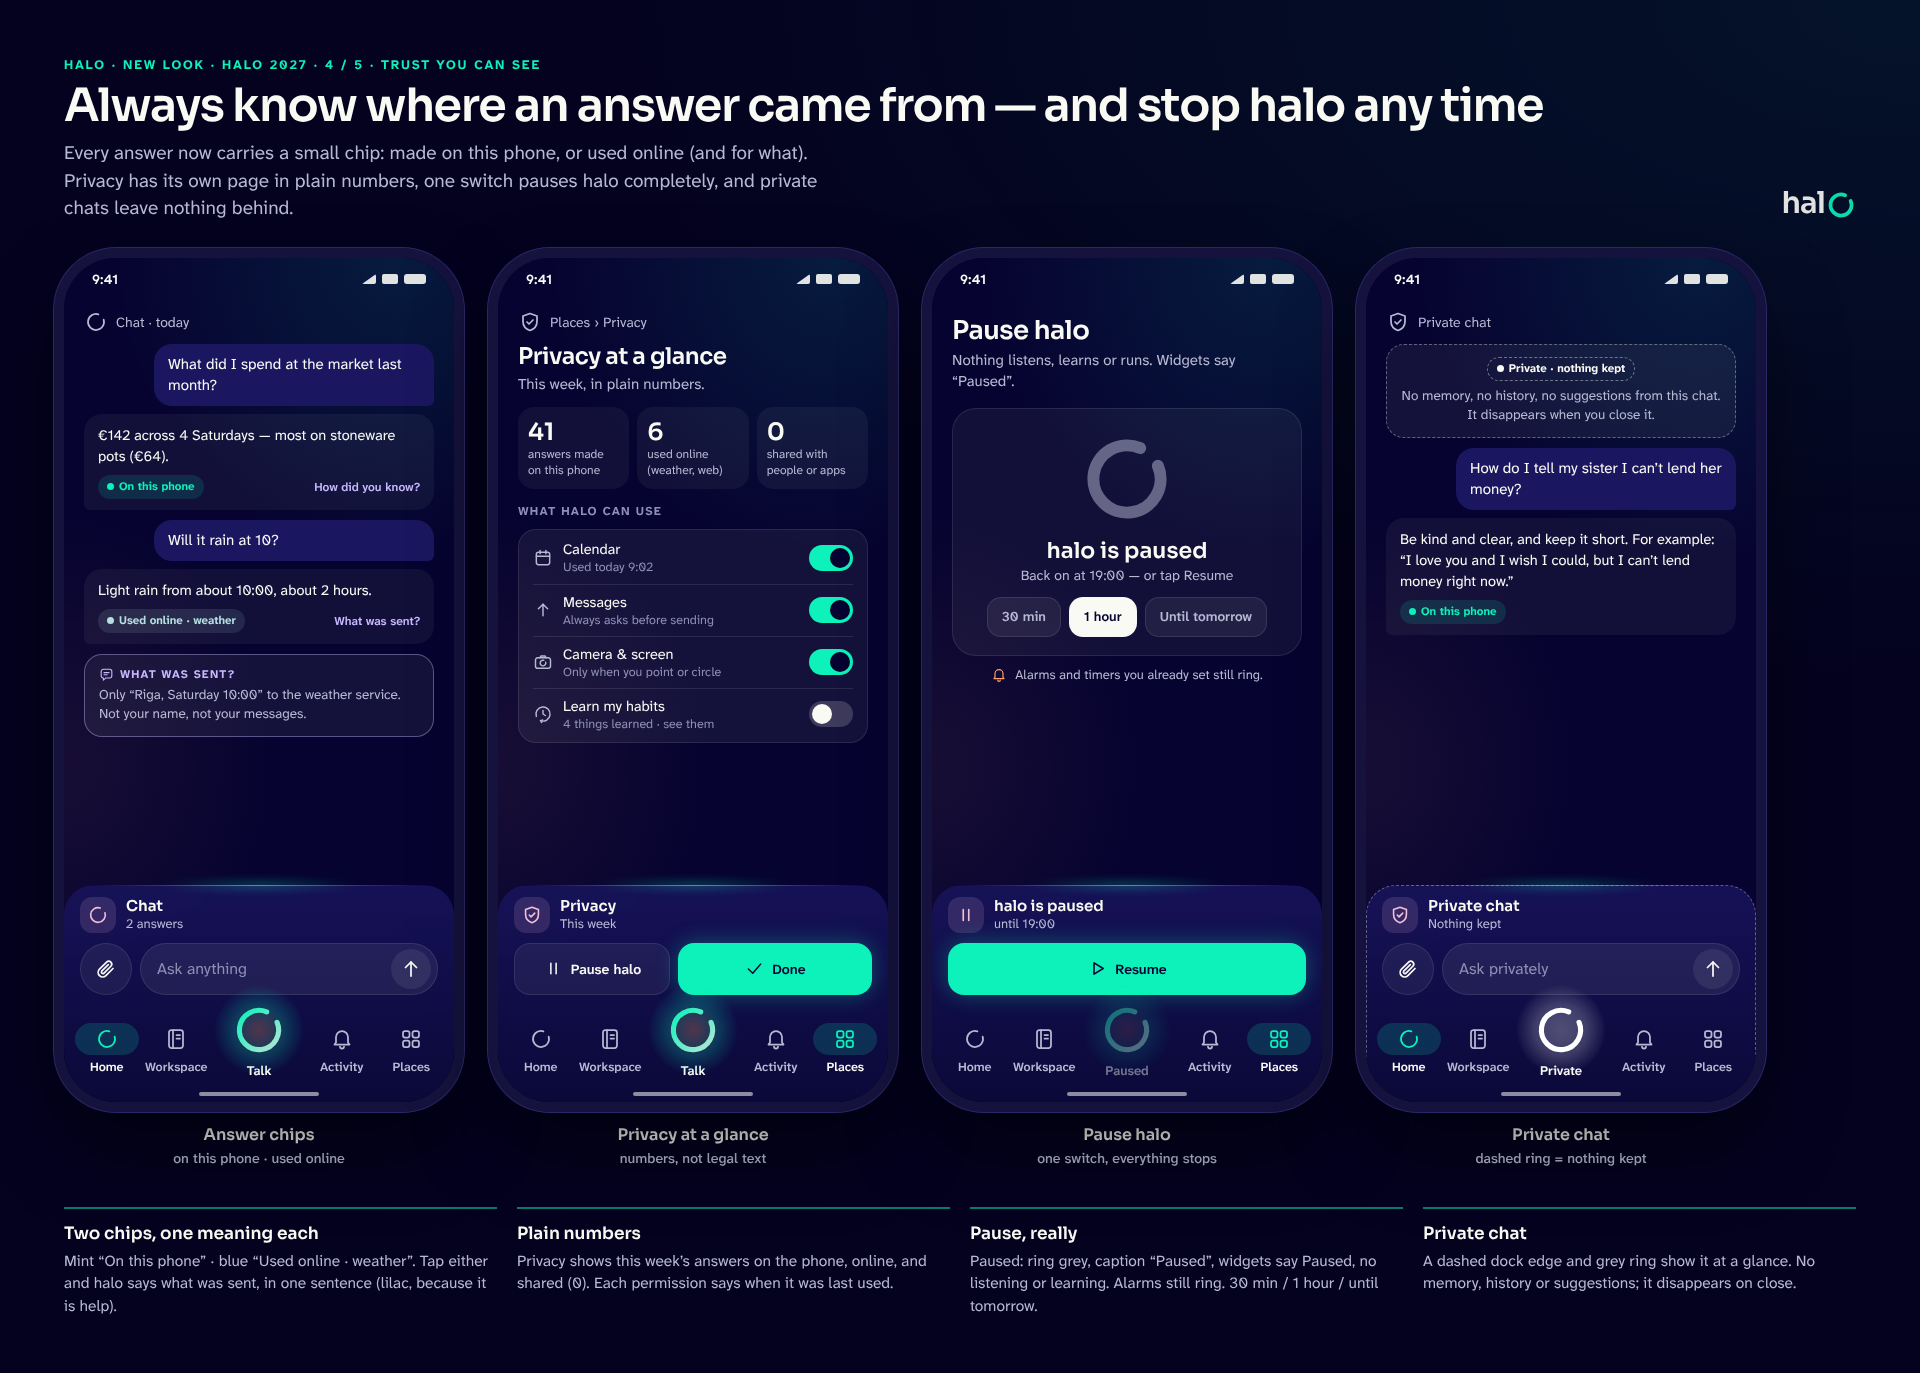 HALO · NEW LOOK · HALO 2027 · 4 / 5 · TRUST YOU CAN SEE
Always know where an answer came from — and stop halo any time
Every answer now carries a small chip: made on this phone, or used online (and for what).
Privacy has its own page in plain numbers, one switch pauses halo completely, and private
chats leave nothing behind.
halo
9:41
Chat · today
What did I spend at the market last
month?
€142 across 4 Saturdays — most on stoneware
pots (€64).
On this phone
How did you know?
Will it rain at 10?
Light rain from about 10:00, about 2 hours.
Used online · weather
What was sent?
WHAT WAS SENT?
Only “Riga, Saturday 10:00” to the weather service.
Not your name, not your messages.
Chat
2 answers
Ask anything
Home
Workspace
Talk
Activity
Places
Answer chips
on this phone · used online
9:41
Places › Privacy
Privacy at a glance
This week, in plain numbers.
41
answers made
on this phone
6
used online
(weather, web)
0
shared with
people or apps
WHAT HALO CAN USE
Calendar
Used today 9:02
Messages
Always asks before sending
Camera & screen
Only when you point or circle
Learn my habits
4 things learned · see them
Privacy
This week
Pause halo
Done
Home
Workspace
Talk
Activity
Places
Privacy at a glance
numbers, not legal text
9:41
Pause halo
Nothing listens, learns or runs. Widgets say
“Paused”.
halo is paused
Back on at 19:00 — or tap Resume
30 min
1 hour
Until tomorrow
Alarms and timers you already set still ring.
halo is paused
until 19:00
Resume
Home
Workspace
Paused
Activity
Places
Pause halo
one switch, everything stops
9:41
Private chat
Private · nothing kept
No memory, no history, no suggestions from this chat.
It disappears when you close it.
How do I tell my sister I can’t lend her
money?
Be kind and clear, and keep it short. For example:
“I love you and I wish I could, but I can’t lend
money right now.”
On this phone
Private chat
Nothing kept
Ask privately
Home
Workspace
Private
Activity
Places
Private chat
dashed ring = nothing kept
Two chips, one meaning each
Mint “On this phone” · blue “Used online · weather”. Tap either
and halo says what was sent, in one sentence (lilac, because it
is help).
Plain numbers
Privacy shows this week’s answers on the phone, online, and
shared (0). Each permission says when it was last used.
Pause, really
Paused: ring grey, caption “Paused”, widgets say Paused, no
listening or learning. Alarms still ring. 30 min / 1 hour / until
tomorrow.
Private chat
A dashed dock edge and grey ring show it at a glance. No
memory, history or suggestions; it disappears on close.